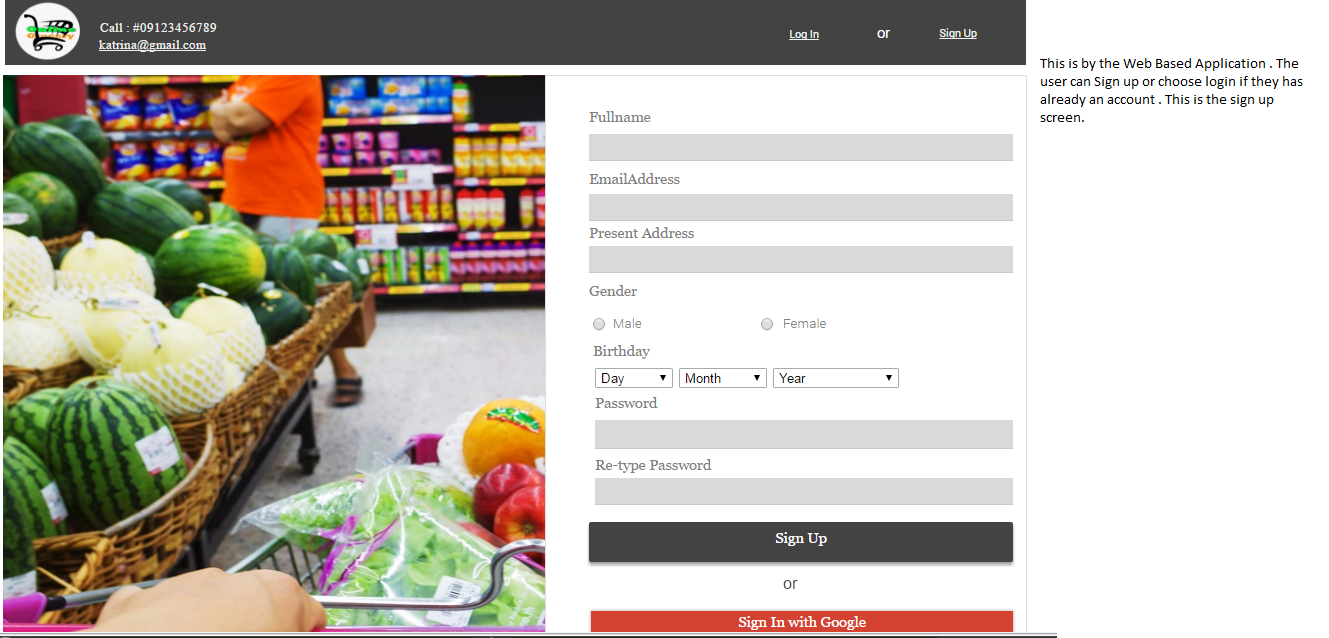 Call : #09123456789
katrina@gmail.com
Log In or Sign Up
This is by the Web Based Application . The
user can Sign up or choose login if they has
already an account . This is the sign up
screen.
Fullname
EmailAddress
Present Address
Gender
Male Female
Birthday
Day Month Year
Password
Re-type Password
Sign Up
or
Sign In with Google